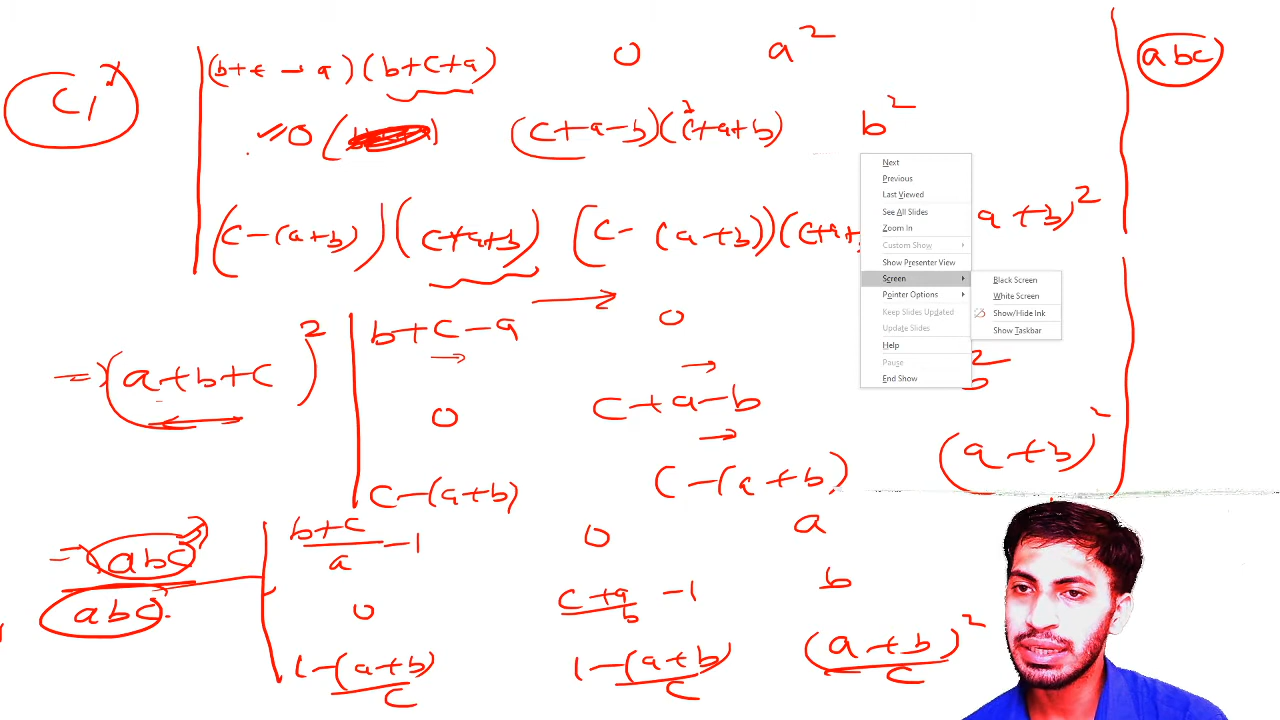 C₁' | (b+c-a)(b+c+a) 0 a² | abc
0 ( (c+a-b)(c+a+b) b²
(c-(a+b))(c+a+b) (c-(a+b))(c+a+ a+b)²
Next
Previous
Last Viewed
See All Slides
Zoom In
Custom Show
Show Presenter View
Screen
Pointer Options
Keep Slides Updated
Update Slides
Help
Pause
End Show
Black Screen
White Screen
Show/Hide Ink
Show Taskbar
=> (a+b+c)² | b+c-a 0
0 c+a-b b²
c-(a+b) c-(a+b) (a+b)² |
= abc/abc | (b+c)/a -1 0 a
0 (c+a)/b -1 b
1-(a+b)/c 1-(a+b)/c (a+b)²/c